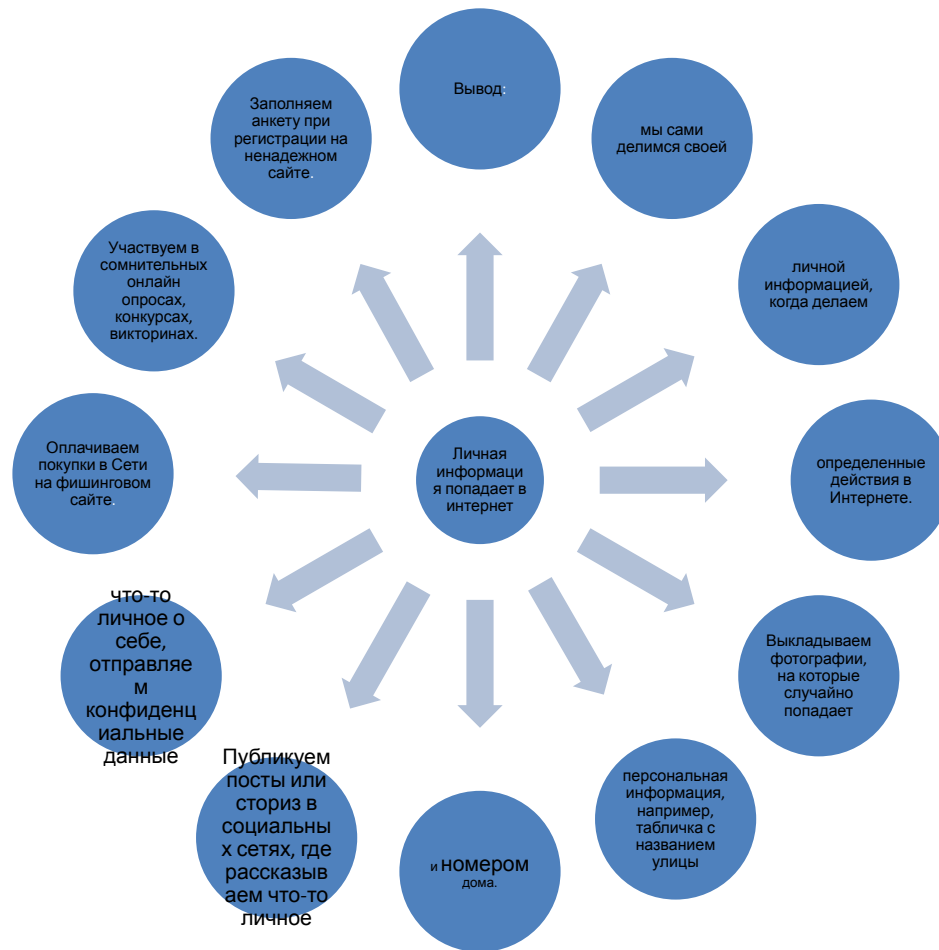 Вывод:
мы сами
делимся своей
личной
информацией,
когда делаем
определенные
действия в
Интернете.
Выкладываем
фотографии,
на которые
случайно
попадает
персональная
информация,
например,
табличка с
названием
улицы
и номером
дома.
Публикуем
посты или
сториз в
социальны
х сетях, где
рассказыв
аем что-то
личное
что-то
личное о
себе,
отправляе
м
конфиденц
иальные
данные
Оплачиваем
покупки в Сети
на фишинговом
сайте.
Участвуем в
сомнительных
онлайн
опросах,
конкурсах,
викторинах.
Заполняем
анкету при
регистрации на
ненадежном
сайте.
Личная
информаци
я попадает в
интернет